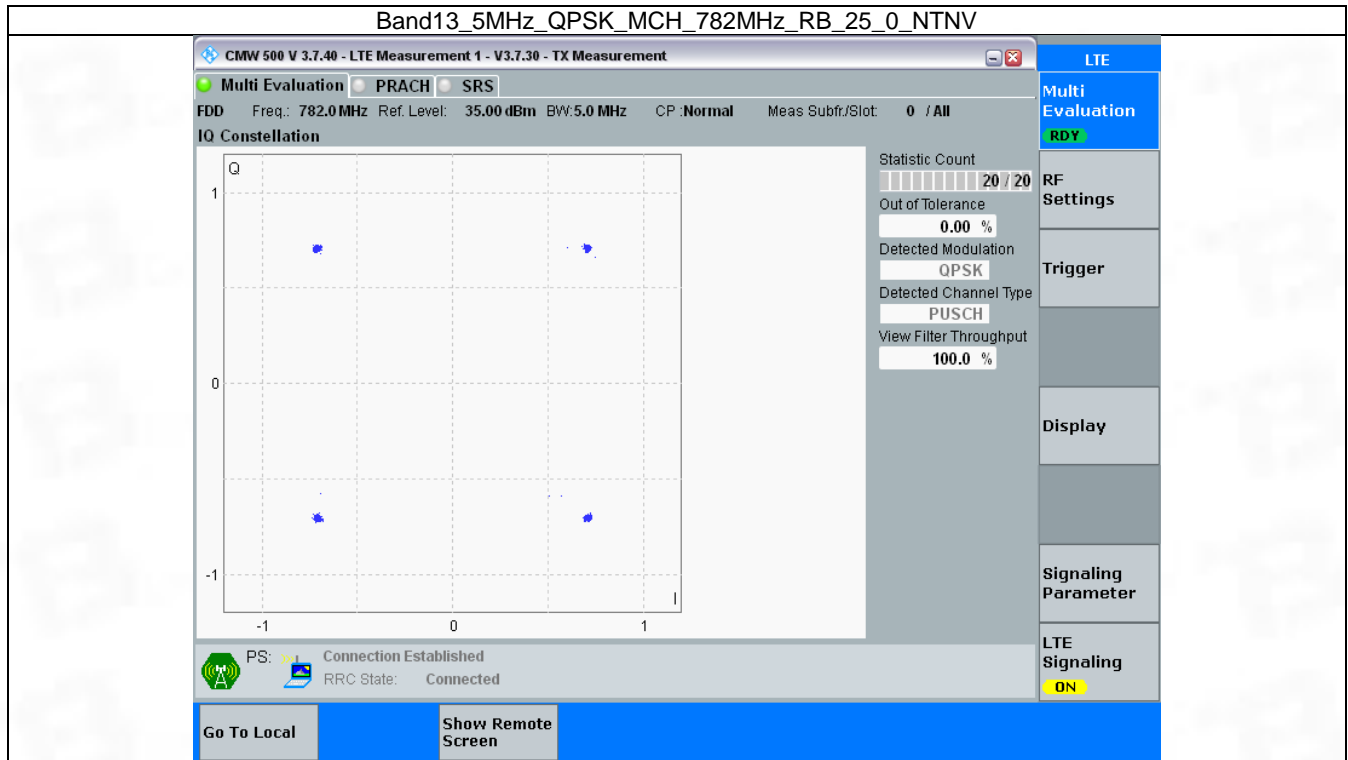 Band13_5MHz_QPSK_MCH_782MHz_RB_25_0_NTNV
CMW 500 V 3.7.40 - LTE Measurement 1 - V3.7.30 - TX Measurement
LTE
Multi Evaluation PRACH SRS
Multi
Evaluation
RDY
FDD Freq.: 782.0 MHz Ref. Level: 35.00 dBm BW:5.0 MHz CP :Normal Meas Subfr./Slot: 0 / All
IQ Constellation
Q
1
0
-1
I
-1 0 1
Statistic Count
20 / 20
Out of Tolerance
0.00 %
Detected Modulation
QPSK
Detected Channel Type
PUSCH
View Filter Throughput
100.0 %
RF
Settings
Trigger
Display
Signaling
Parameter
LTE
Signaling
ON
PS: Connection Established
RRC State: Connected
Go To Local
Show Remote
Screen